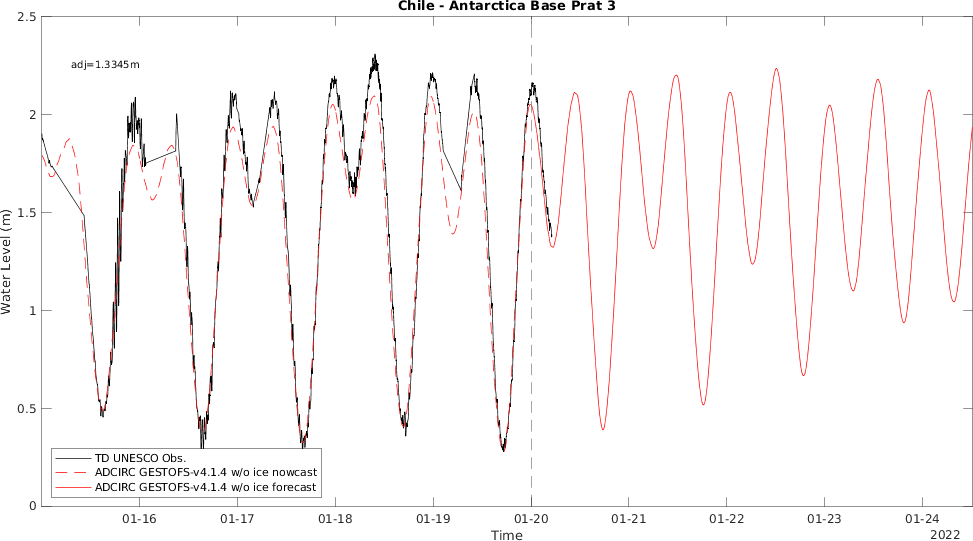 Chile - Antarctica Base Prat 3
2.5
adj=1.3345m
2
1.5
Water Level (m)
1
0.5
TD UNESCO Obs.
ADCIRC GESTOFS-v4.1.4 w/o ice nowcast
ADCIRC GESTOFS-v4.1.4 w/o ice forecast
0
01-16 01-17 01-18 01-19 01-20 01-21 01-22 01-23 01-24
Time
2022